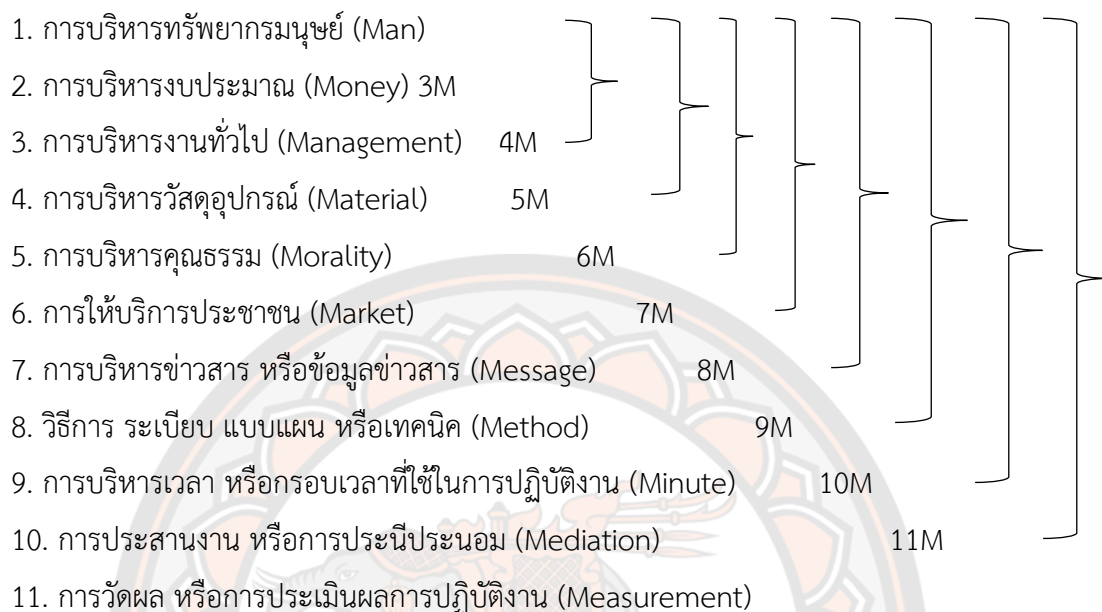 1. การบริหารทรัพยากรมนุษย์ (Man)
2. การบริหารงบประมาณ (Money) 3M
3. การบริหารงานทั่วไป (Management) 4M
4. การบริหารวัสดุอุปกรณ์ (Material) 5M
5. การบริหารคุณธรรม (Morality) 6M
6. การให้บริการประชาชน (Market) 7M
7. การบริหารข่าวสาร หรือข้อมูลข่าวสาร (Message) 8M
8. วิธีการ ระเบียบ แบบแผน หรือเทคนิค (Method) 9M
9. การบริหารเวลา หรือกรอบเวลาที่ใช้ในการปฏิบัติงาน (Minute) 10M
10. การประสานงาน หรือการประนีประนอม (Mediation) 11M
11. การวัดผล หรือการประเมินผลการปฏิบัติงาน (Measurement)